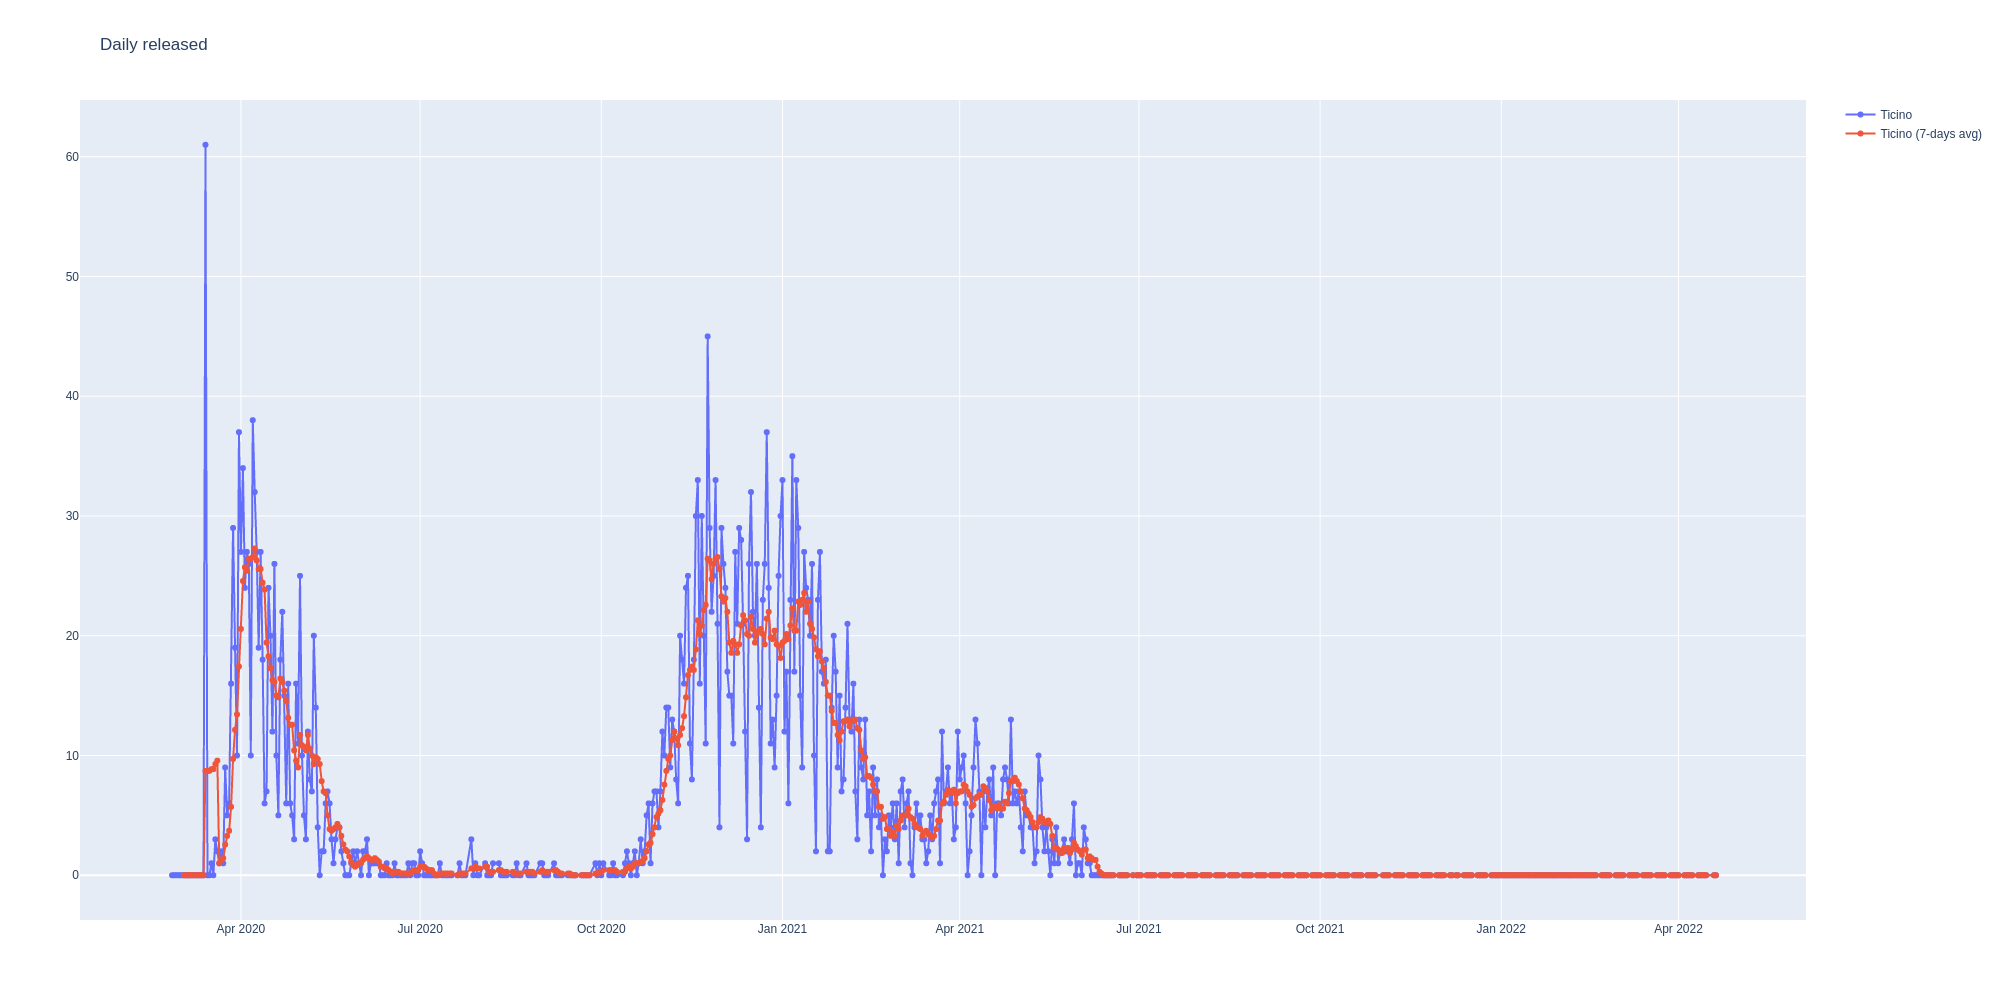 Daily released
Ticino
Ticino (7-days avg)
60
50
40
30
20
10
0
Apr 2020
Jul 2020
Oct 2020
Jan 2021
Apr 2021
Jul 2021
Oct 2021
Jan 2022
Apr 2022